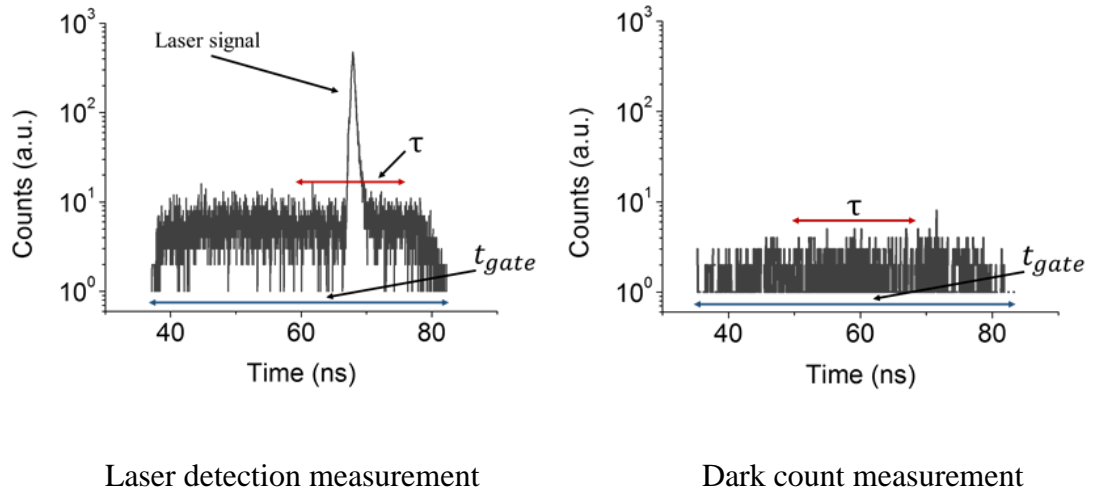 10³
10²
10¹
10⁰
Counts (a.u.)
Laser signal
τ
t_gate
40 60 80
Time (ns)
10³
10²
10¹
10⁰
Counts (a.u.)
τ
t_gate
40 60 80
Time (ns)
Laser detection measurement
Dark count measurement